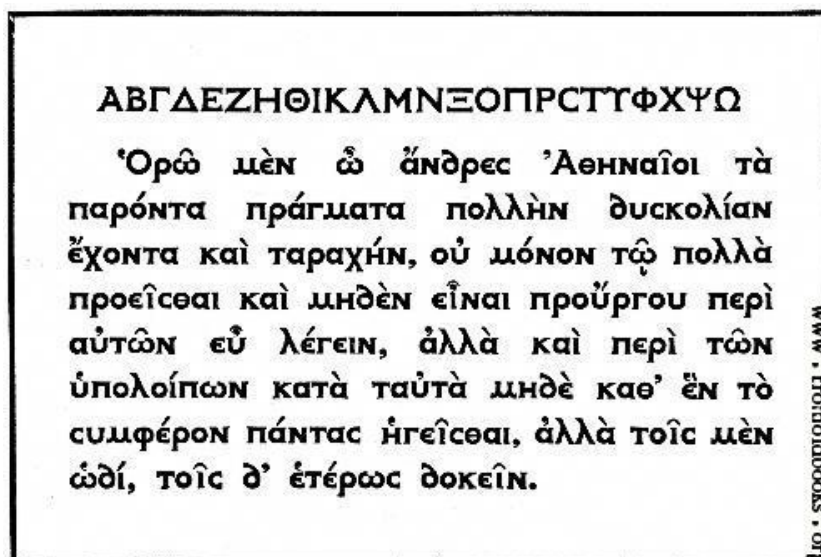 ΑΒΓΔΕΖΗΘΙΚΛΜΝΞΟΠΡϹΤΥΦΧΨΩ
Ὁρῶ μὲν ὦ ἄνδρεϲ Ἀθηναῖοι τὰ
παρόντα πράγματα πολλὴν δυϲκολίαν
ἔχοντα καὶ ταραχήν, οὐ μόνον τῷ πολλὰ
προεῖϲθαι καὶ μηδὲν εἶναι προὔργου περὶ
αὐτῶν εὖ λέγειν, ἀλλὰ καὶ περὶ τῶν
ὑπολοίπων κατὰ ταὐτὰ μηδὲ καθ’ ἓν τὸ
ϲυμφέρον πάνταϲ ἡγεῖϲθαι, ἀλλὰ τοῖϲ μὲν
ὡδί, τοῖϲ δ’ ἑτέρωϲ δοκεῖν.